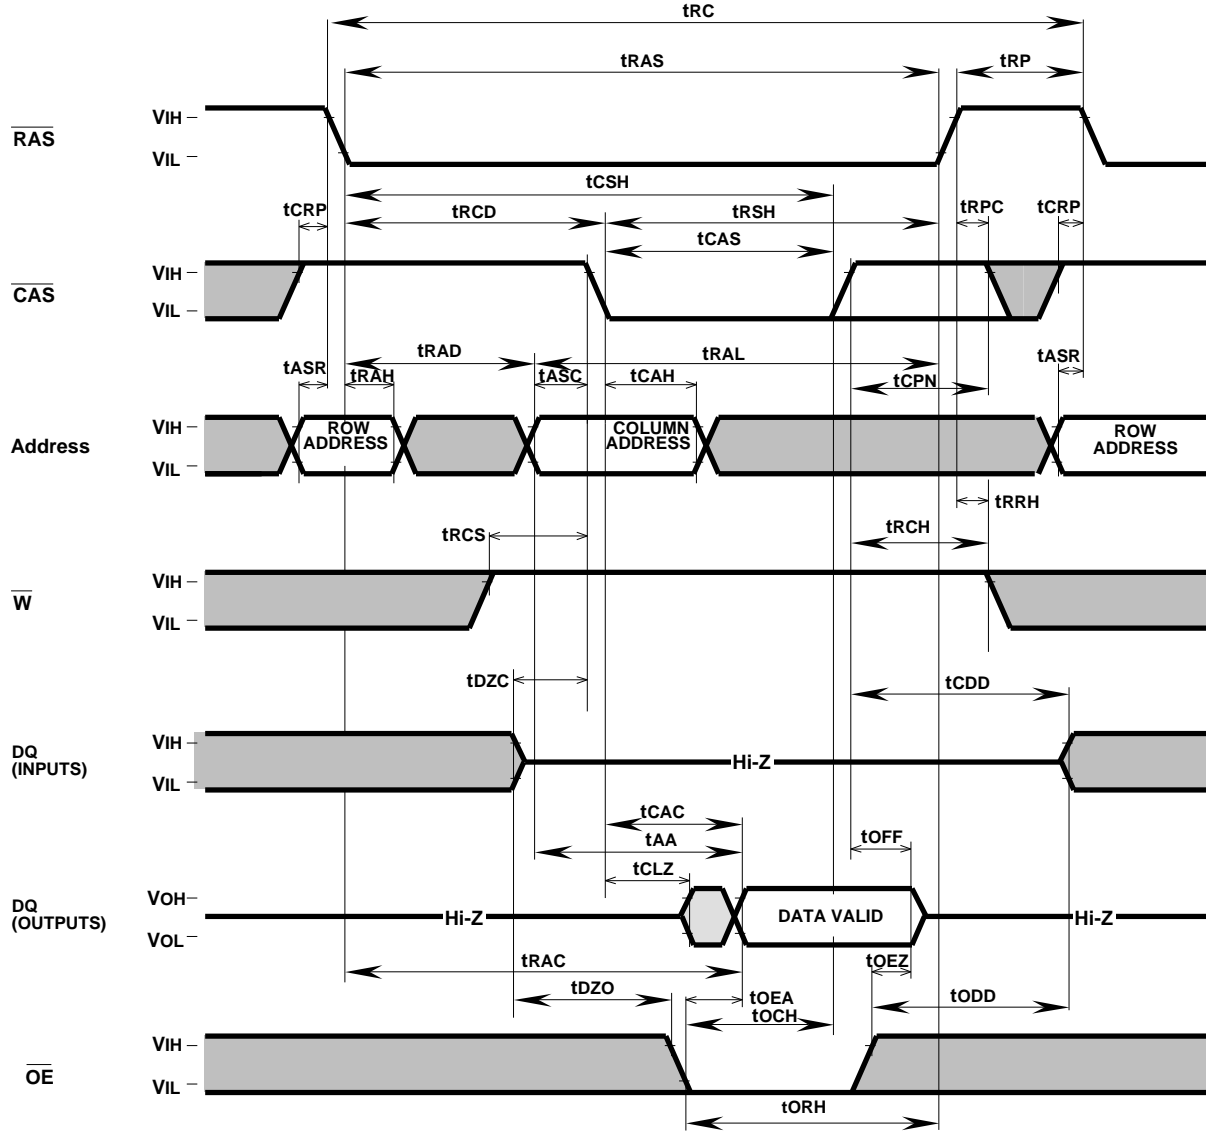 tRC
tRAS
tRP
RAS
VIH
VIL
tCSH
tCRP
tRCD
tRSH
tRPC
tCRP
tCAS
CAS
VIH
VIL
tRAD
tRAL
tASR
tRAH
tASC
tCAH
tCPN
tASR
Address
VIH
VIL
ROW
ADDRESS
COLUMN
ADDRESS
ROW
ADDRESS
tRRH
tRCS
tRCH
W
VIH
VIL
tDZC
tCDD
DQ
(INPUTS)
VIH
VIL
Hi-Z
tCAC
tAA
tOFF
tCLZ
DQ
(OUTPUTS)
VOH
VOL
Hi-Z
DATA VALID
Hi-Z
tRAC
tOEZ
tDZO
tOEA
tODD
tOCH
OE
VIH
VIL
tORH